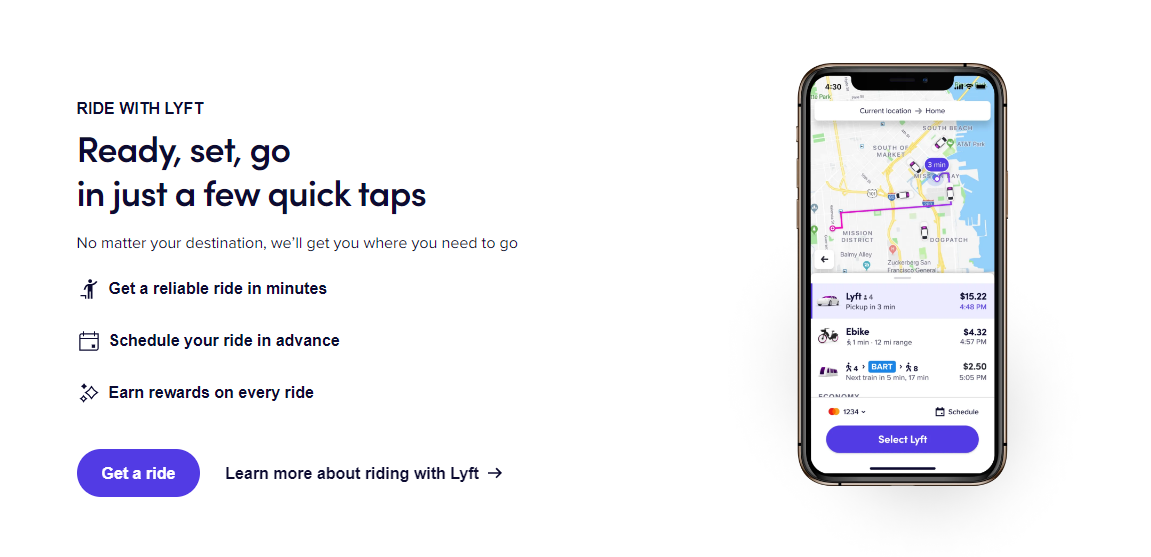 RIDE WITH LYFT
Ready, set, go
in just a few quick taps
No matter your destination, we'll get you where you need to go
Get a reliable ride in minutes
Schedule your ride in advance
Earn rewards on every ride
Get a ride
Learn more about riding with Lyft →
4:30
Current location → Home
SOUTH BEACH
AT&T Park
SOUTH OF
MARKET
3 min
MISSION BAY
101
MISSION
DISTRICT
DOGPATCH
Balmy Alley
Zuckerberg San
Francisco General
Lyft 4 $15.22
Pickup in 3 min 4:48 PM
Ebike $4.32
1 min · 12 mi range 4:57 PM
4 > BART > 8 $2.50
Next train in 5 min, 17 min 5:05 PM
ECONOMY
1234 Schedule
Select Lyft